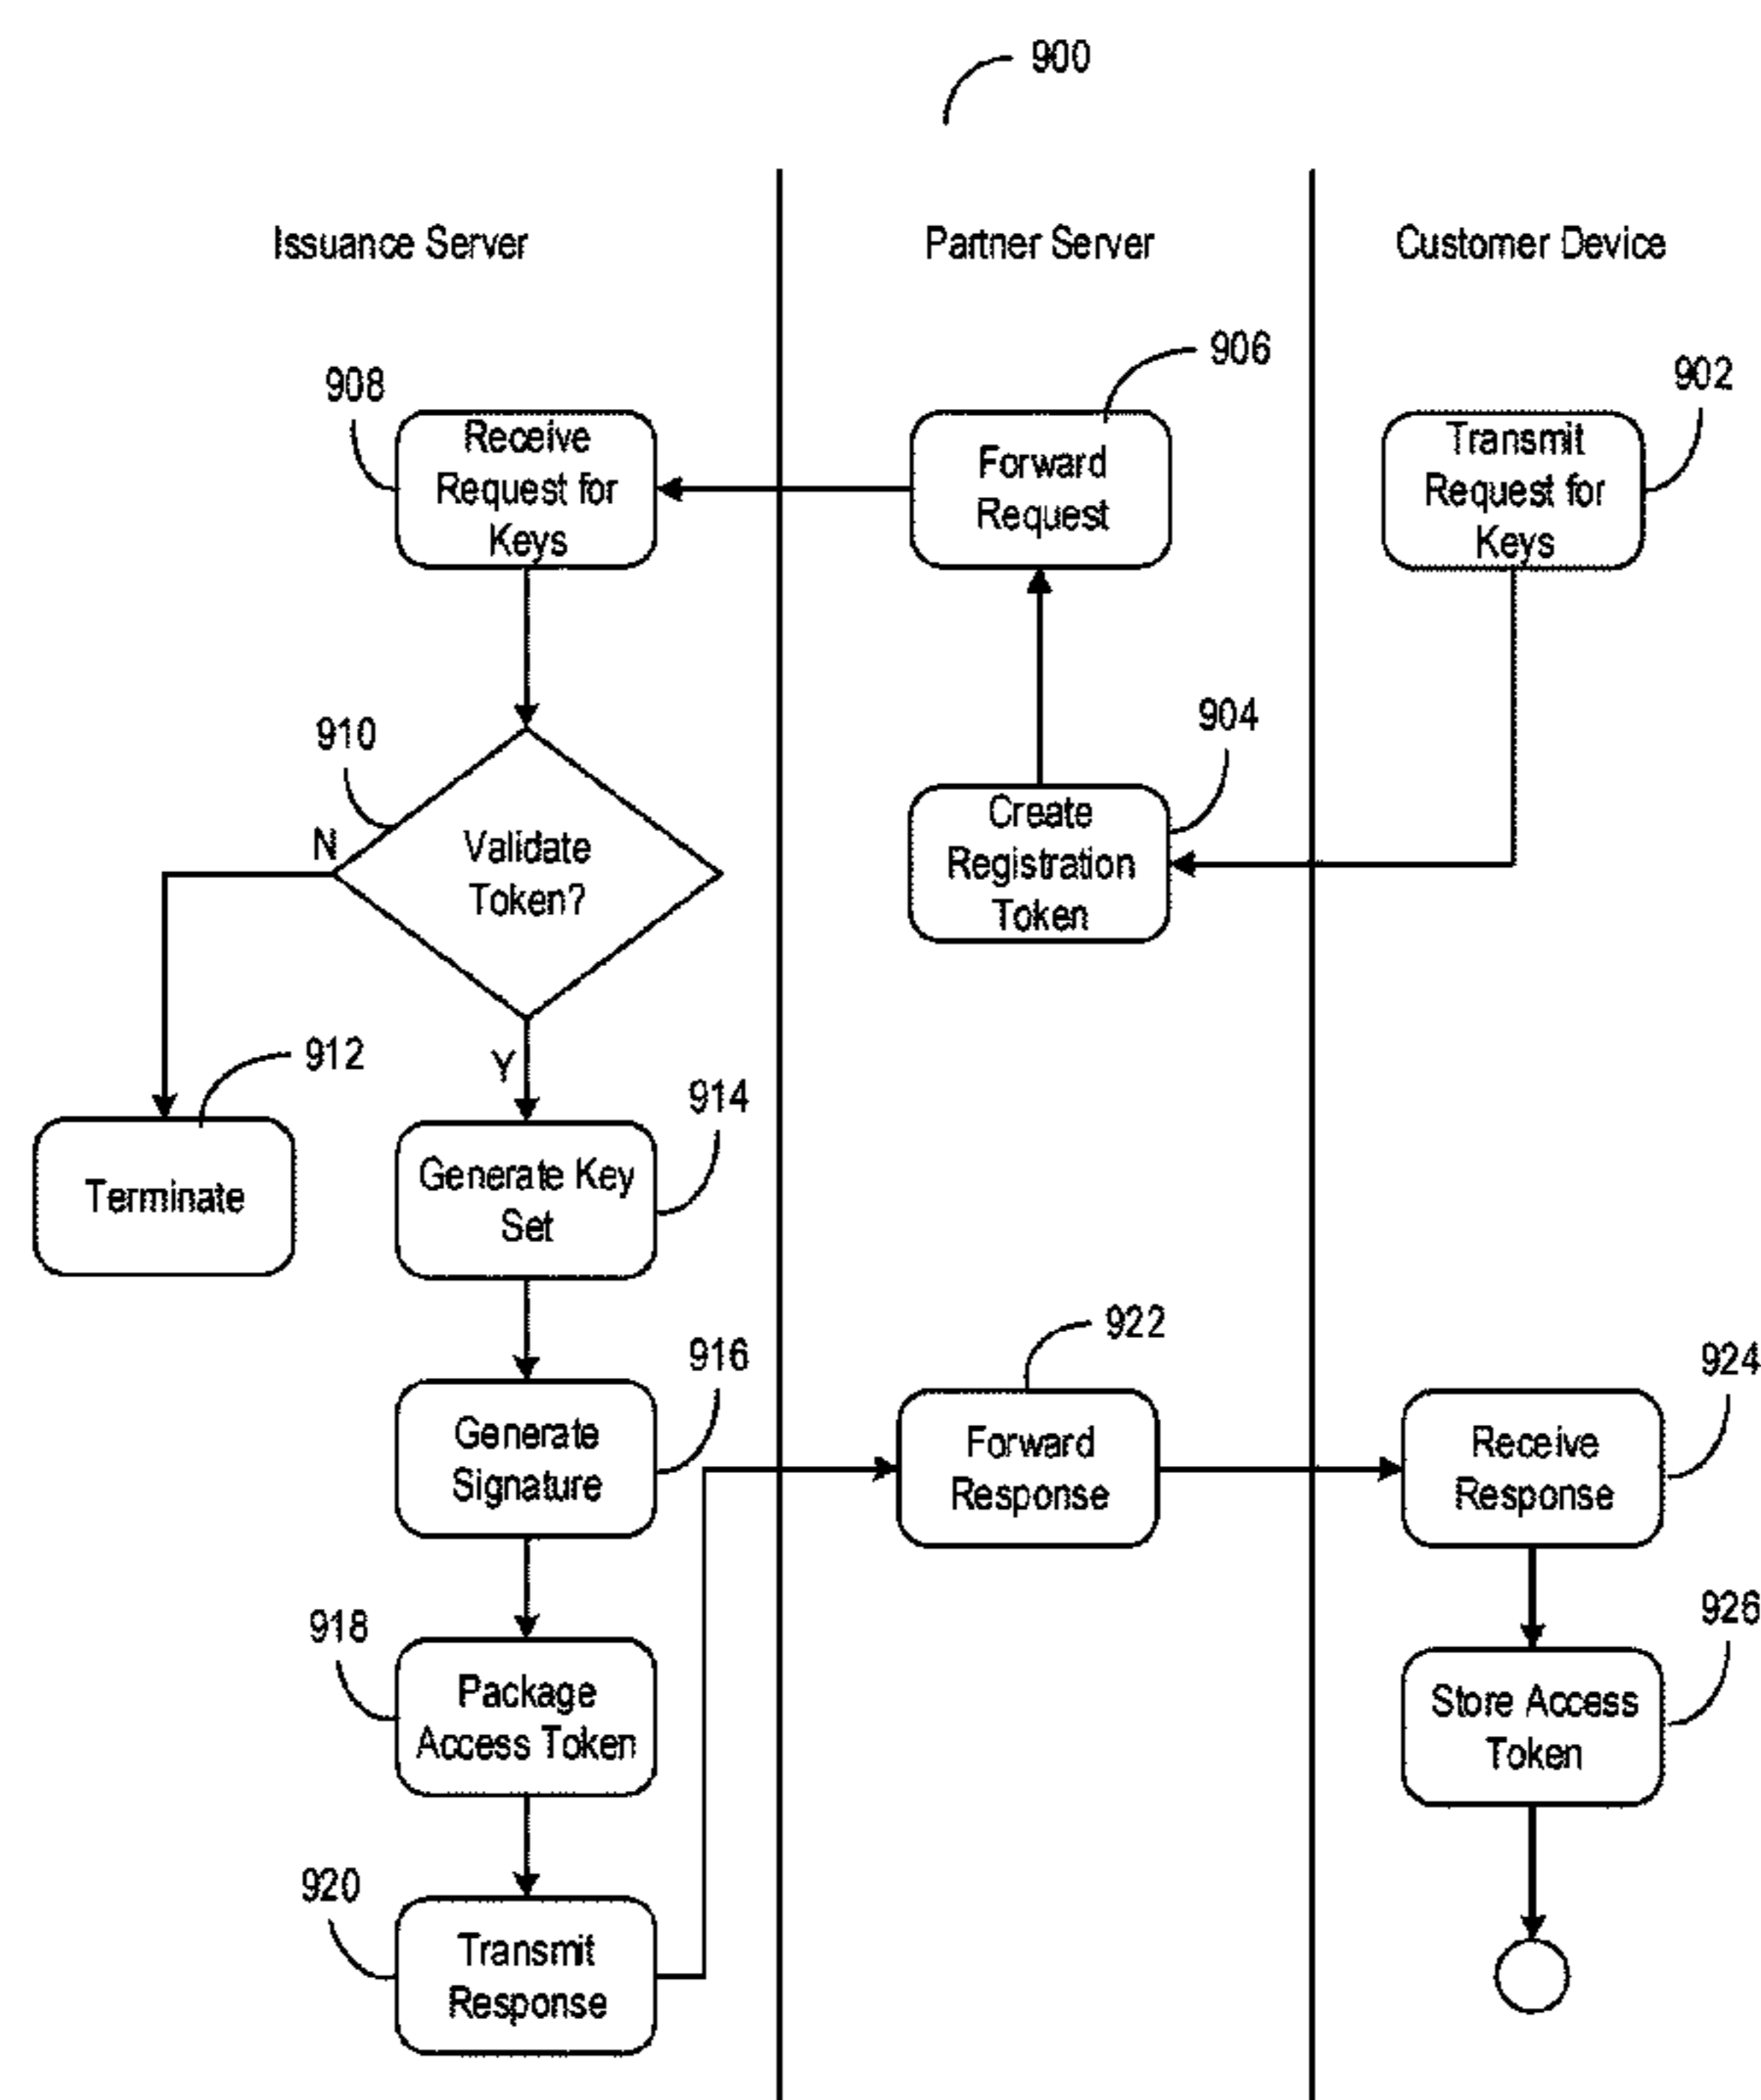 900
Issuance Server
Partner Server
Customer Device
908
906
902
Receive
Request for
Keys
Forward
Request
Transmit
Request for
Keys
910
904
N
Validate
Token?
Create
Registration
Token
912
Y
914
Terminate
Generate Key
Set
916
922
924
Generate
Signature
Forward
Response
Receive
Response
918
926
Package
Access Token
Store Access
Token
920
Transmit
Response